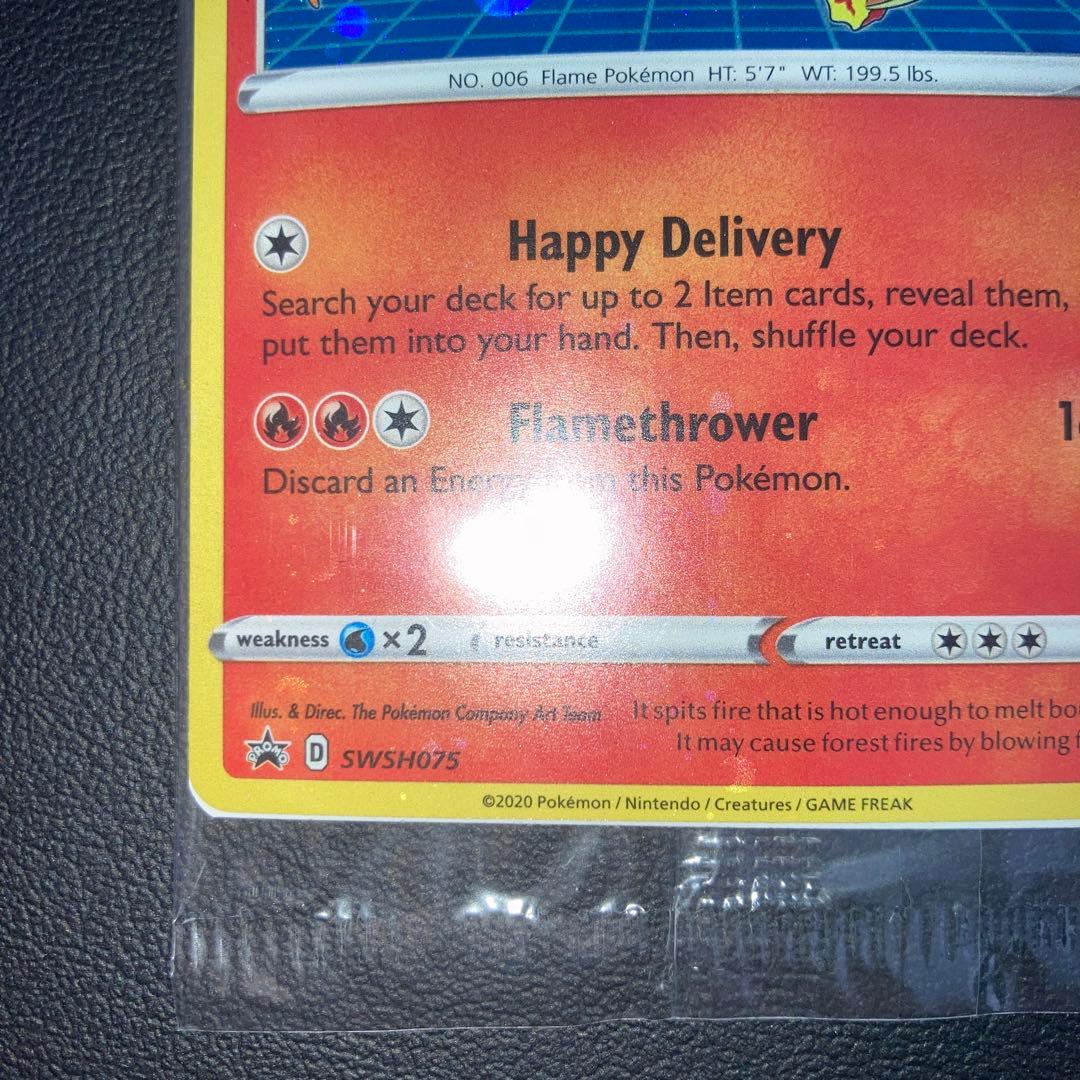 NO. 006 Flame Pokémon HT: 5'7" WT: 199.5 lbs.
Happy Delivery
Search your deck for up to 2 Item cards, reveal them,
put them into your hand. Then, shuffle your deck.
Flamethrower
Discard an Energy from this Pokémon.
weakness ×2 resistance retreat
Illus. & Direc. The Pokémon Company Art Team
It spits fire that is hot enough to melt
It may cause forest fires by blowing
PROMO D SWSH075
©2020 Pokémon / Nintendo / Creatures / GAME FREAK